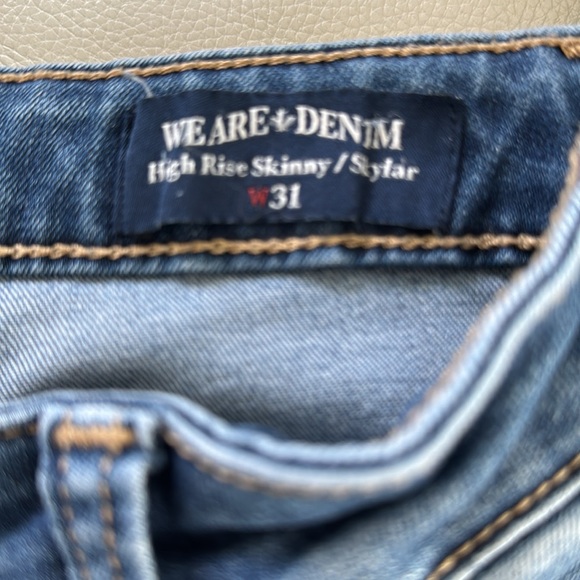 WE ARE DENIM
High Rise Skinny / Skylar
W31